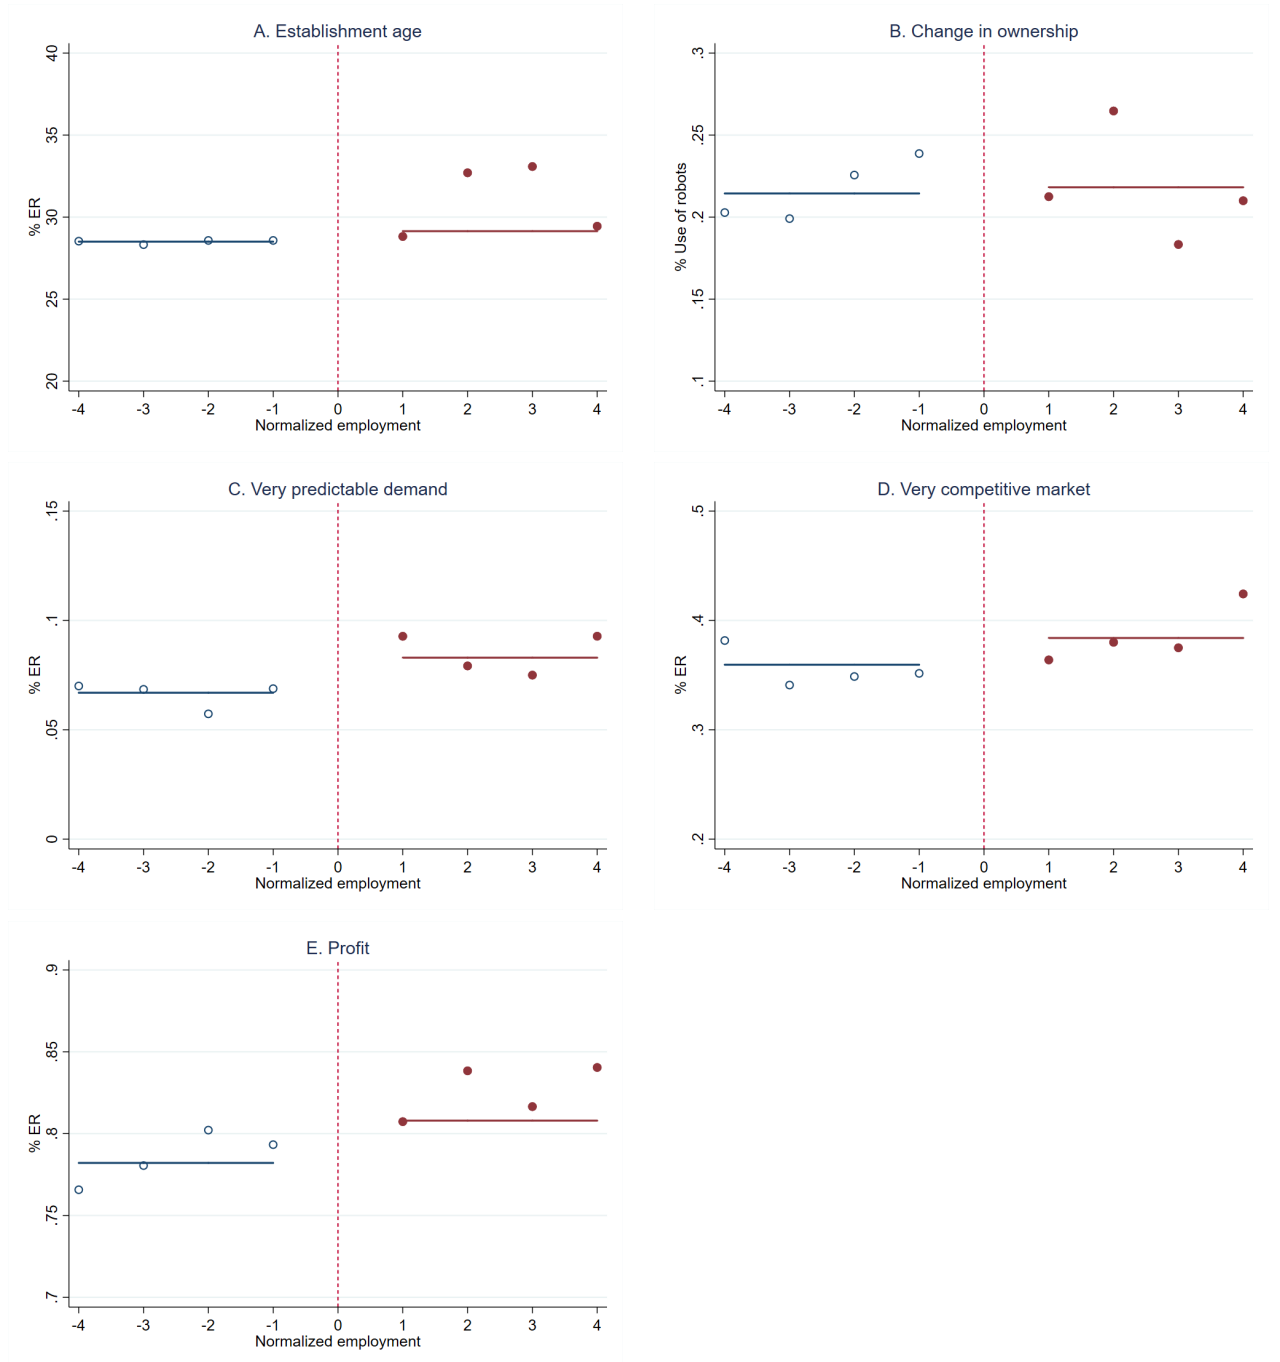 A. Establishment age
% ER
40
35
30
25
20
-4 -3 -2 -1 0 1 2 3 4
Normalized employment
B. Change in ownership
% Use of robots
.3
.25
.2
.15
.1
-4 -3 -2 -1 0 1 2 3 4
Normalized employment
C. Very predictable demand
% ER
.15
.1
.05
0
-4 -3 -2 -1 0 1 2 3 4
Normalized employment
D. Very competitive market
% ER
.5
.4
.3
.2
-4 -3 -2 -1 0 1 2 3 4
Normalized employment
E. Profit
% ER
.9
.85
.8
.75
.7
-4 -3 -2 -1 0 1 2 3 4
Normalized employment